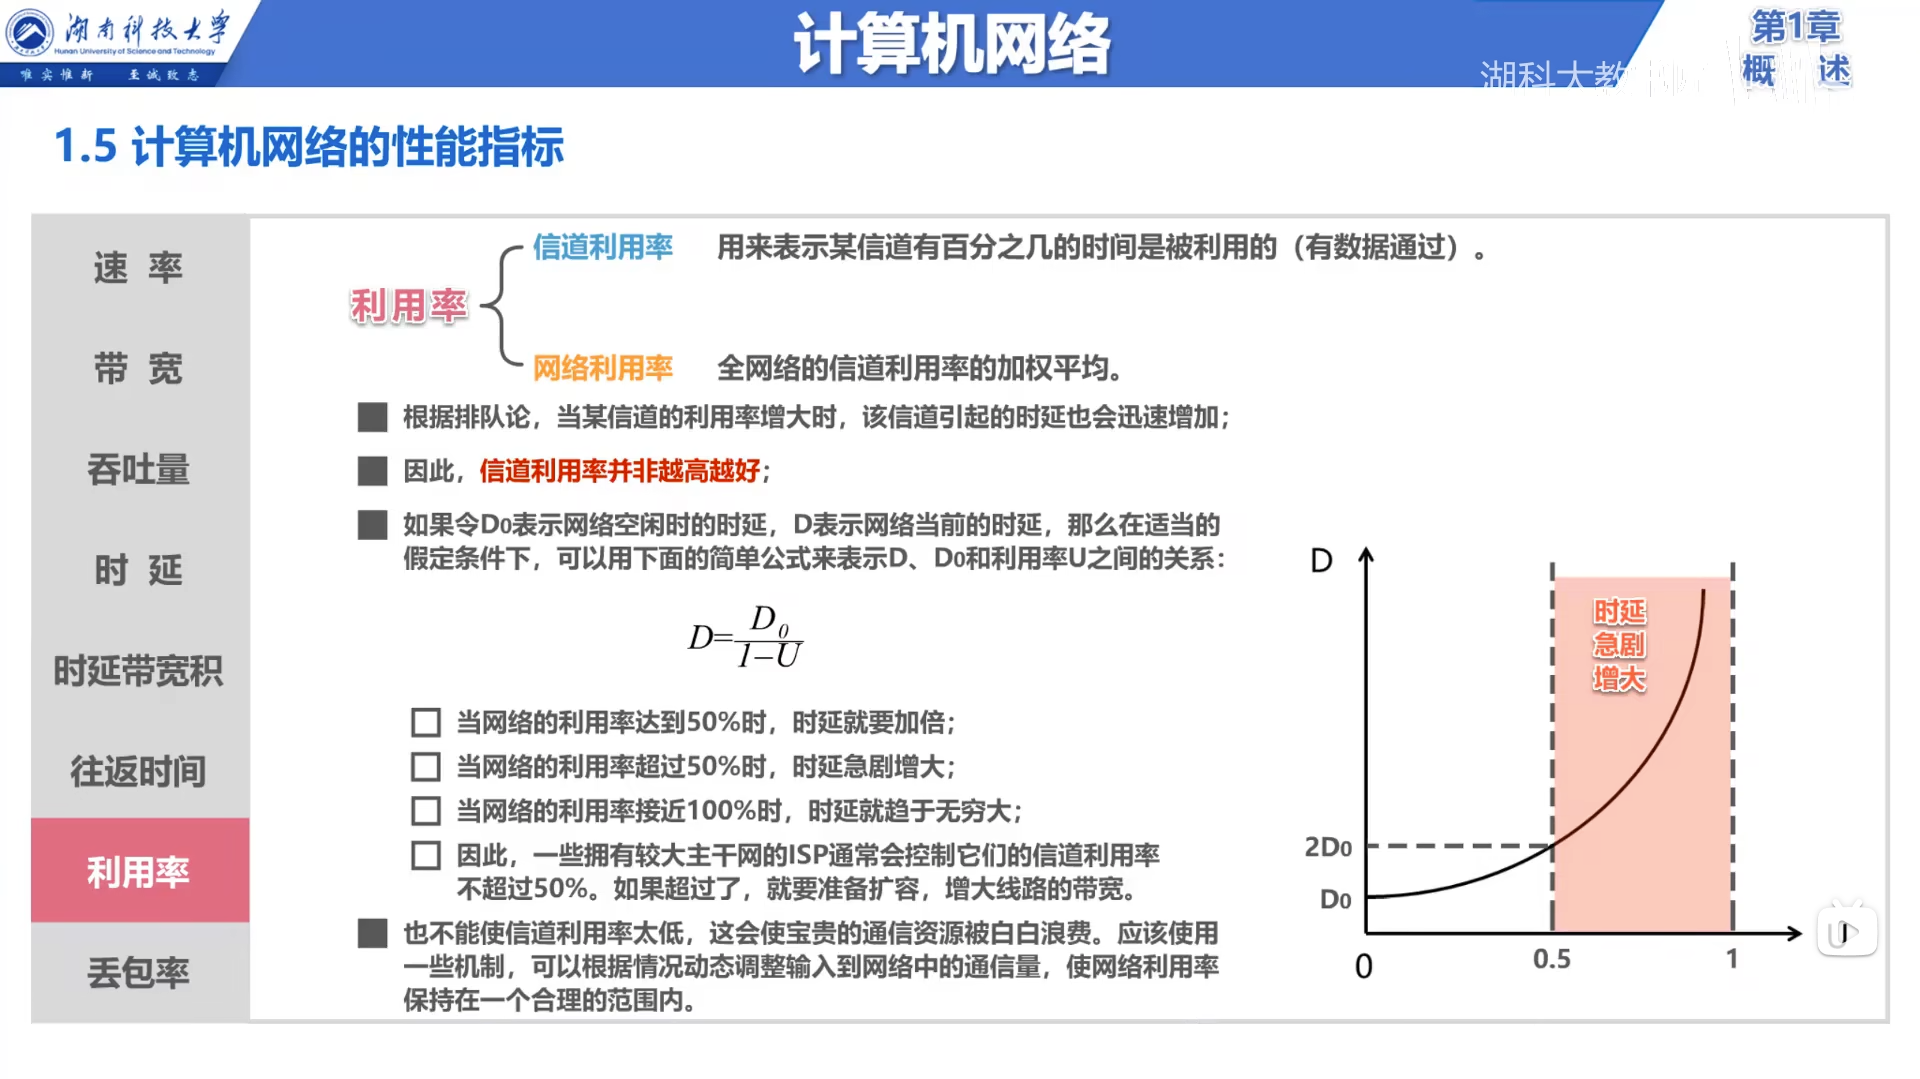 湖南科技大学
Hunan University of Science and Technology
唯实惟新 至诚致志
计算机网络
第1章
概 述
湖科大教
1.5 计算机网络的性能指标
速 率
带 宽
吞吐量
时 延
时延带宽积
往返时间
利用率
丢包率
利用率
信道利用率 用来表示某信道有百分之几的时间是被利用的（有数据通过）。
网络利用率 全网络的信道利用率的加权平均。
根据排队论，当某信道的利用率增大时，该信道引起的时延也会迅速增加；
因此，信道利用率并非越高越好；
如果令D₀表示网络空闲时的时延，D表示网络当前的时延，那么在适当的
假定条件下，可以用下面的简单公式来表示D、D₀和利用率U之间的关系：
D=D₀/(1−U)
当网络的利用率达到50%时，时延就要加倍；
当网络的利用率超过50%时，时延急剧增大；
当网络的利用率接近100%时，时延就趋于无穷大；
因此，一些拥有较大主干网的ISP通常会控制它们的信道利用率
不超过50%。如果超过了，就要准备扩容，增大线路的带宽。
也不能使信道利用率太低，这会使宝贵的通信资源被白白浪费。应该使用
一些机制，可以根据情况动态调整输入到网络中的通信量，使网络利用率
保持在一个合理的范围内。
D
时延
急剧
增大
2D₀
D₀
0
0.5
1
U